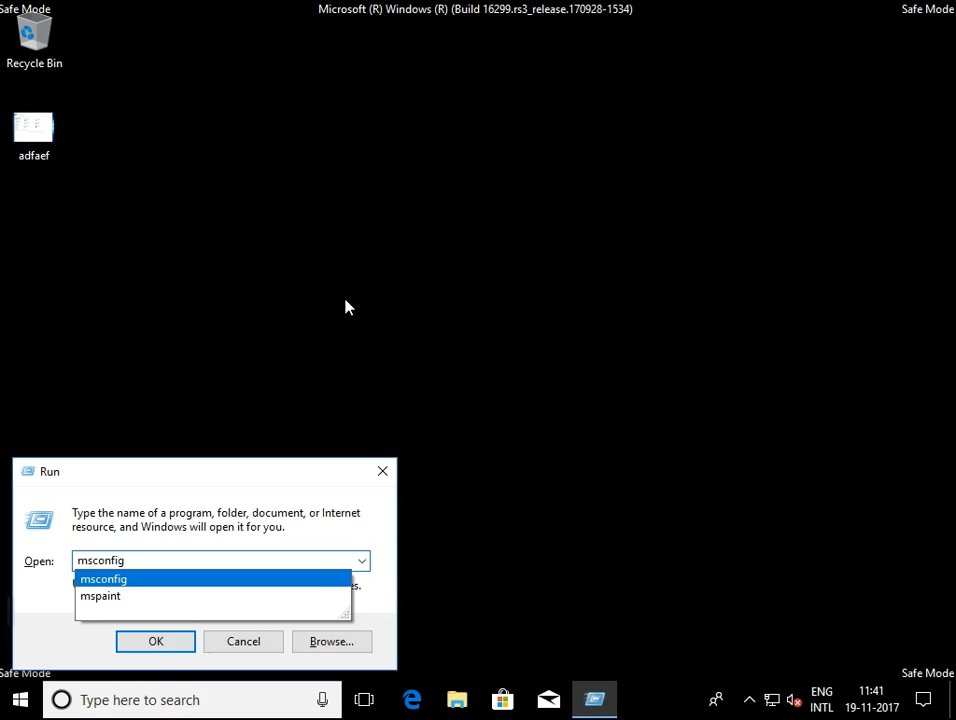 Safe Mode
Microsoft (R) Windows (R) (Build 16299.rs3_release.170928-1534)
Safe Mode
Recycle Bin
adfaef
Run
Type the name of a program, folder, document, or Internet
resource, and Windows will open it for you.
Open:
msconfig
msconfig
es.
mspaint
OK
Cancel
Browse...
Safe Mode
Safe Mode
Type here to search
ENG
INTL
11:41
19-11-2017